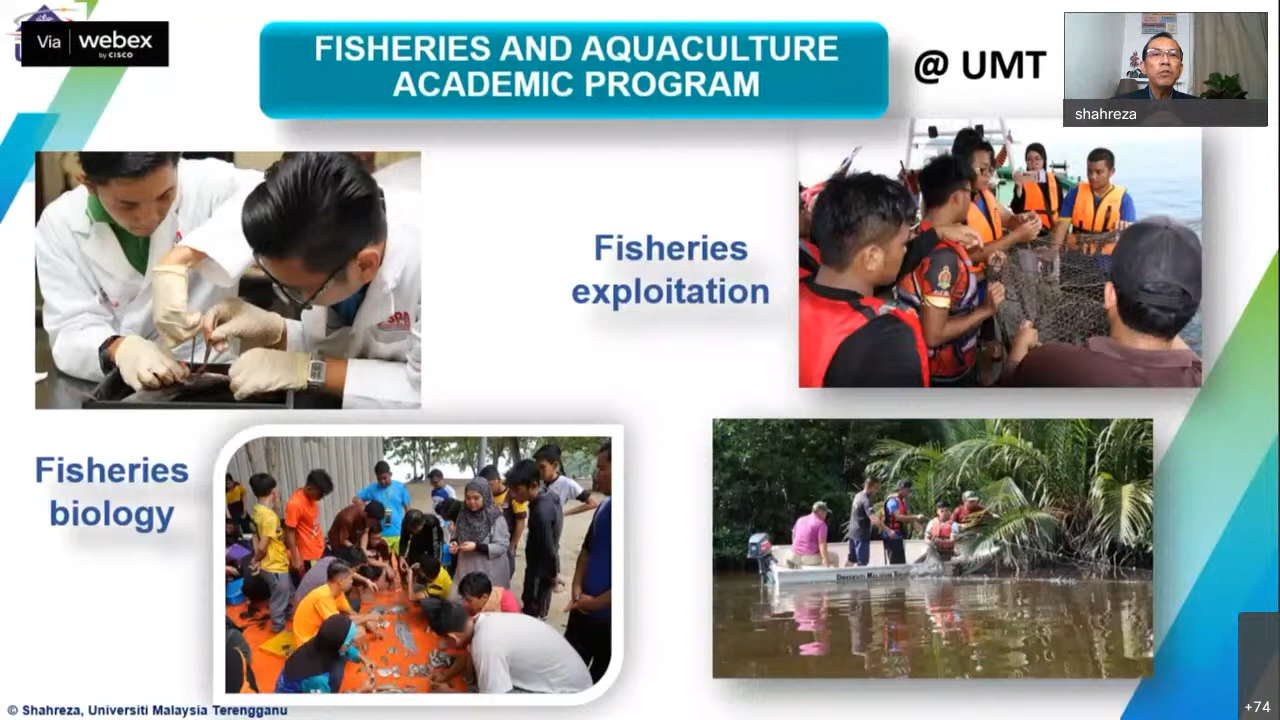 Via webex
by CISCO
FISHERIES AND AQUACULTURE
ACADEMIC PROGRAM
@ UMT
shahreza
Fisheries
exploitation
Fisheries
biology
© Shahreza, Universiti Malaysia Terengganu
+74